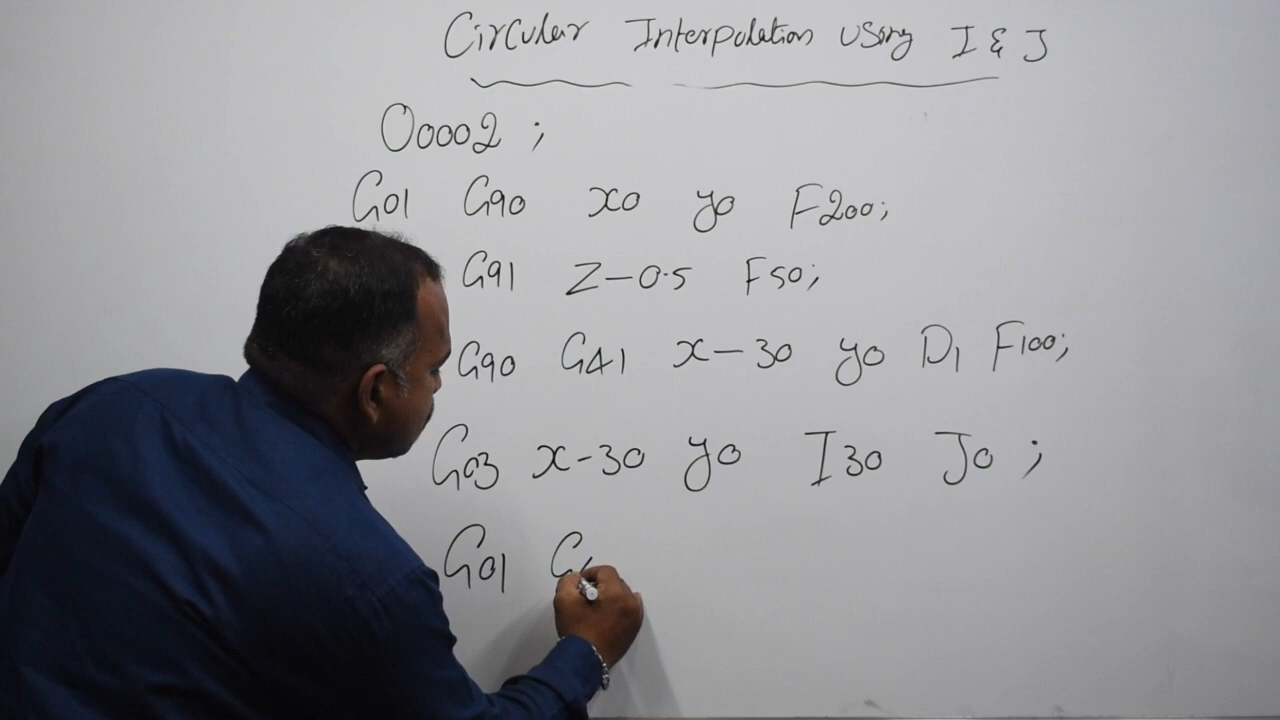 Circular Interpolation using I & J
O0002 ;
G01 G90 x0 y0 F200;
G91 Z-0.5 F50;
G90 G41 x-30 y0 D1 F100;
G03 x-30 y0 I30 J0 ;
G01